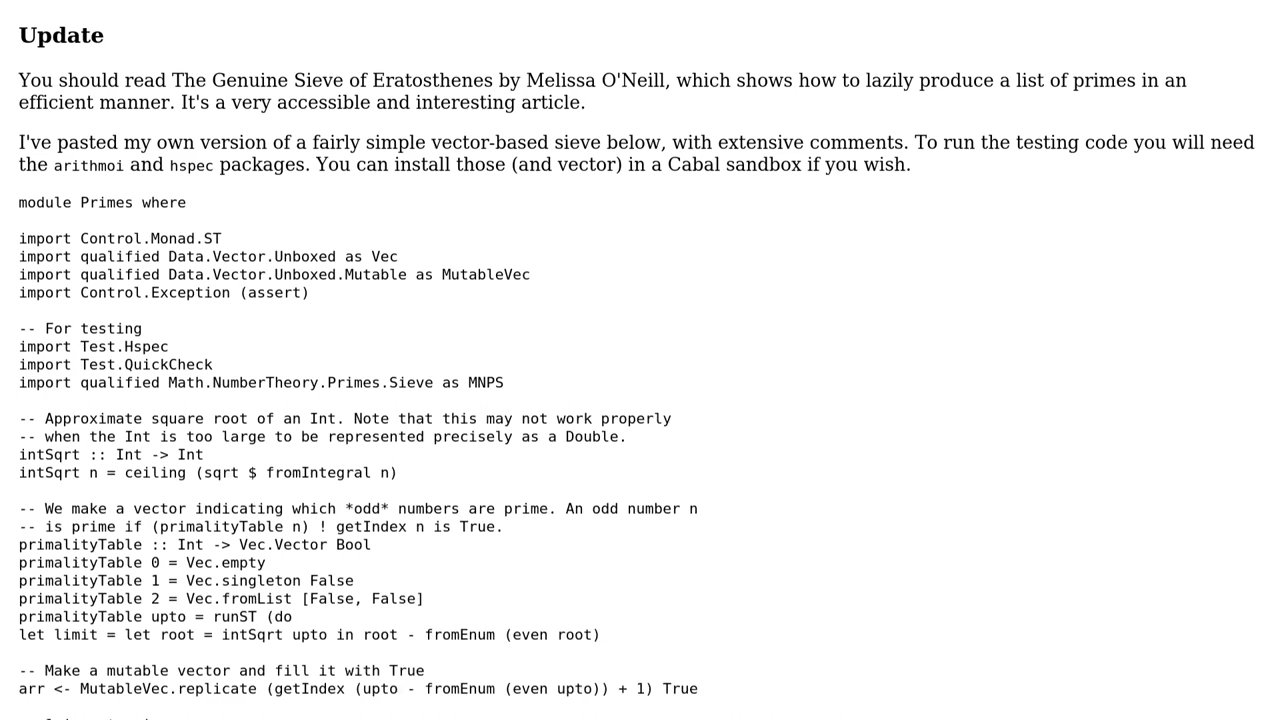 Update
You should read The Genuine Sieve of Eratosthenes by Melissa O'Neill, which shows how to lazily produce a list of primes in an
efficient manner. It's a very accessible and interesting article.
I've pasted my own version of a fairly simple vector-based sieve below, with extensive comments. To run the testing code you will need
the arithmoi and hspec packages. You can install those (and vector) in a Cabal sandbox if you wish.
module Primes where
import Control.Monad.ST
import qualified Data.Vector.Unboxed as Vec
import qualified Data.Vector.Unboxed.Mutable as MutableVec
import Control.Exception (assert)
-- For testing
import Test.Hspec
import Test.QuickCheck
import qualified Math.NumberTheory.Primes.Sieve as MNPS
-- Approximate square root of an Int. Note that this may not work properly
-- when the Int is too large to be represented precisely as a Double.
intSqrt :: Int -> Int
intSqrt n = ceiling (sqrt $ fromIntegral n)
-- We make a vector indicating which *odd* numbers are prime. An odd number n
-- is prime if (primalityTable n) ! getIndex n is True.
primalityTable :: Int -> Vec.Vector Bool
primalityTable 0 = Vec.empty
primalityTable 1 = Vec.singleton False
primalityTable 2 = Vec.fromList [False, False]
primalityTable upto = runST (do
let limit = let root = intSqrt upto in root - fromEnum (even root)
-- Make a mutable vector and fill it with True
arr <- MutableVec.replicate (getIndex (upto - fromEnum (even upto)) + 1) True